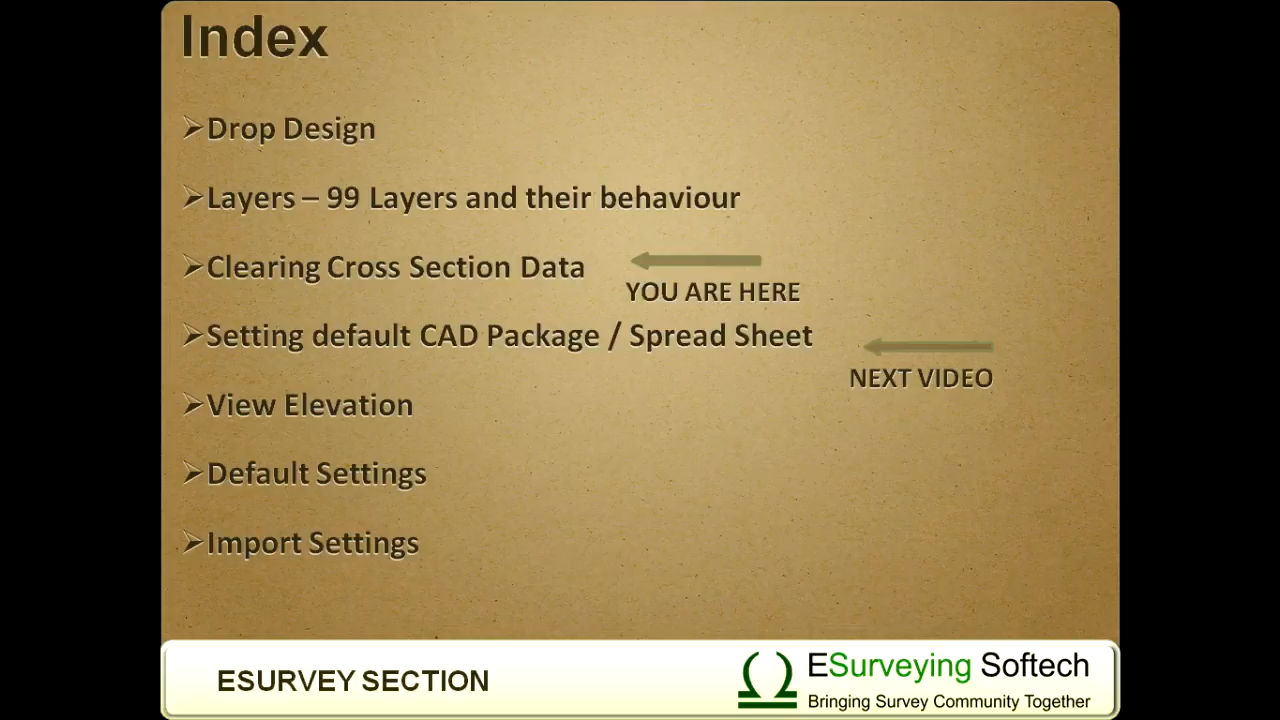 Index
Drop Design
Layers – 99 Layers and their behaviour
Clearing Cross Section Data
YOU ARE HERE
Setting default CAD Package / Spread Sheet
NEXT VIDEO
View Elevation
Default Settings
Import Settings
ESURVEY SECTION
ESurveying Softech
Bringing Survey Community Together